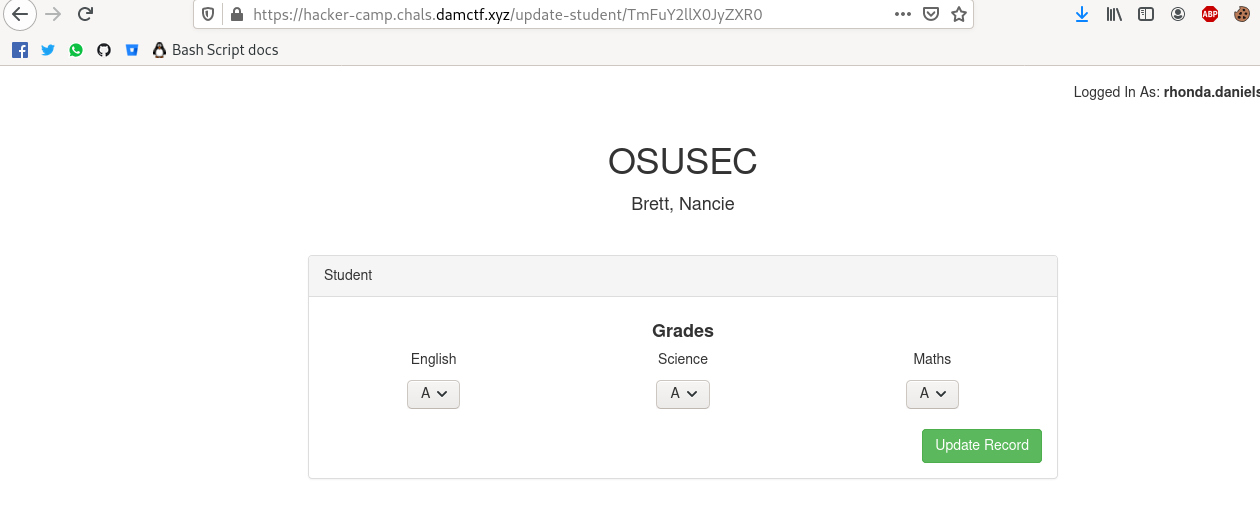 https://hacker-camp.chals.damctf.xyz/update-student/TmFuY2llX0JyZXR0
ABP
Bash Script docs
Logged In As: rhonda.daniels
OSUSEC
Brett, Nancie
Student
Grades
English Science Maths
A A A
Update Record